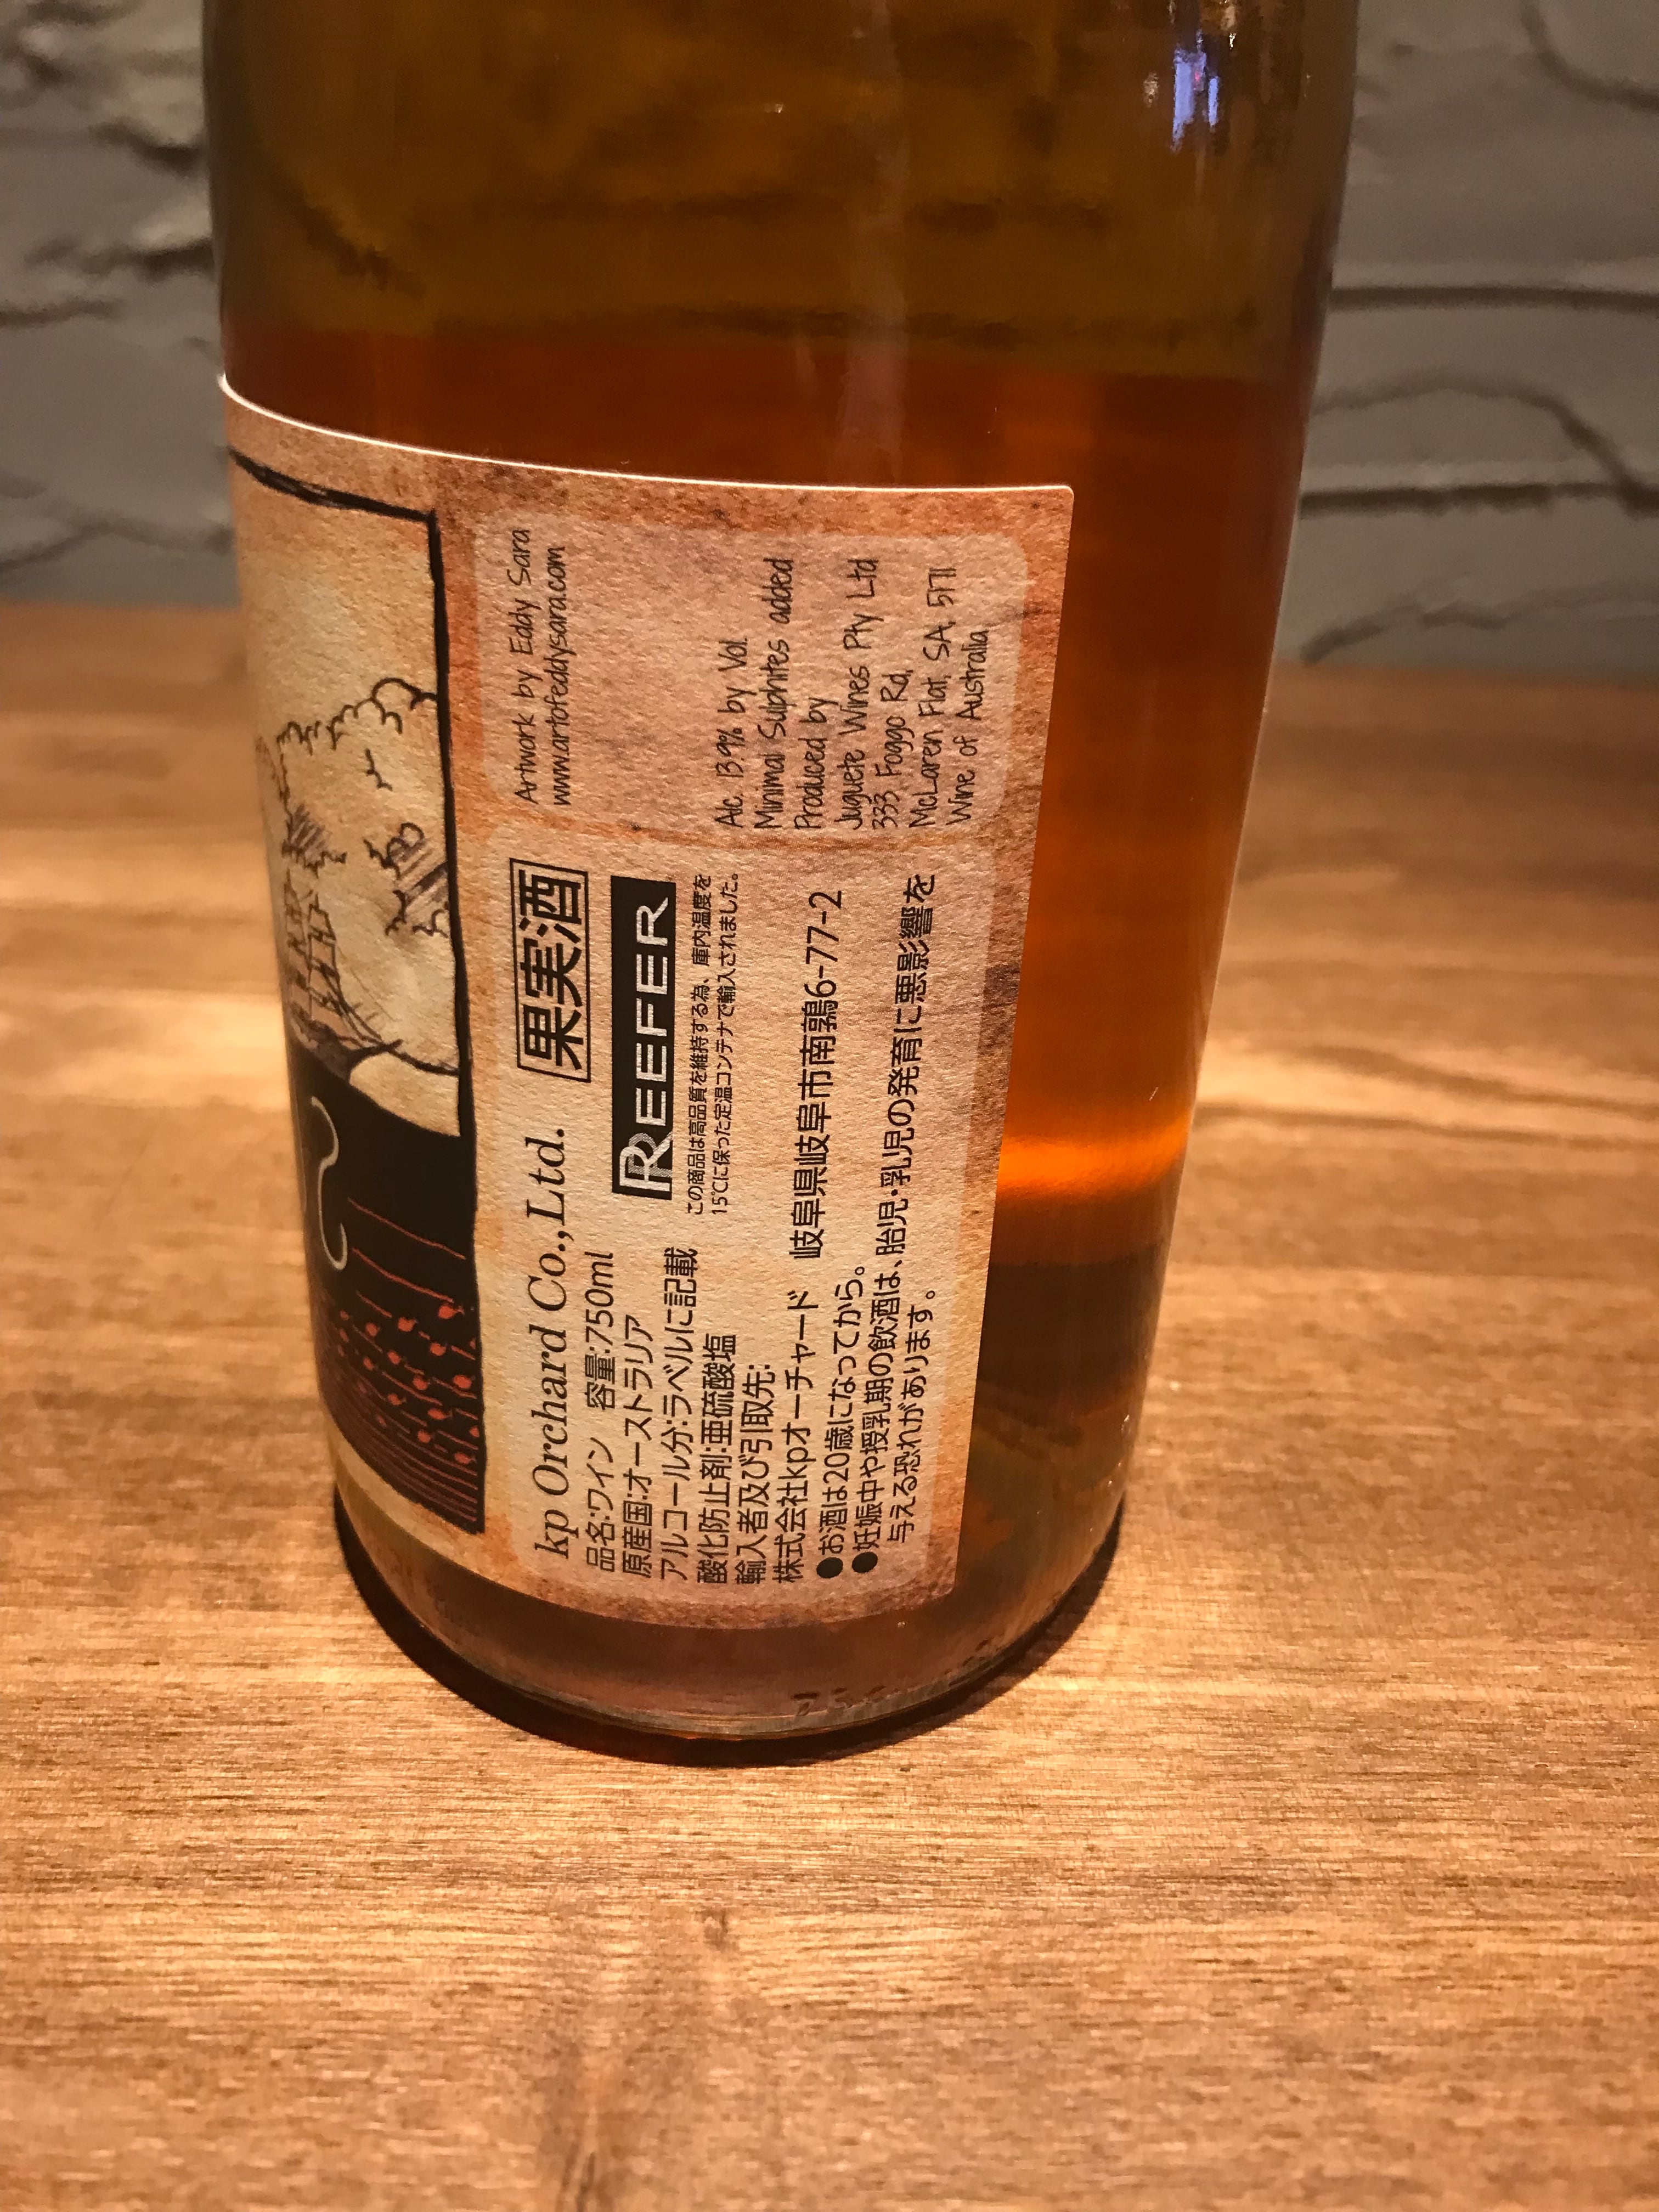 kp Orchard Co.,Ltd.
果実酒
品名:ワイン 容量:750ml
原産国:オーストラリア
アルコール分:ラベルに記載
酸化防止剤:亜硫酸塩
輸入者及び引取先:
株式会社kpオーチャード 岐阜県岐阜市南鶉6-77-2
●お酒は20歳になってから。
●妊娠中や授乳期の飲酒は、胎児・乳児の発育に悪影響を
与える恐れがあります。
REEFER
この商品は高品質を維持する為、庫内温度を
15℃に保った定温コンテナで輸入されました。
Artwork by Eddy Sara
www.artofeddysara.com
Alc. 13.9% by Vol.
Minimal Sulphites added
Produced by
Juguete Wines Pty Ltd
333 Foggo Rd,
McLaren Flat, SA, 5171
Wine of Australia